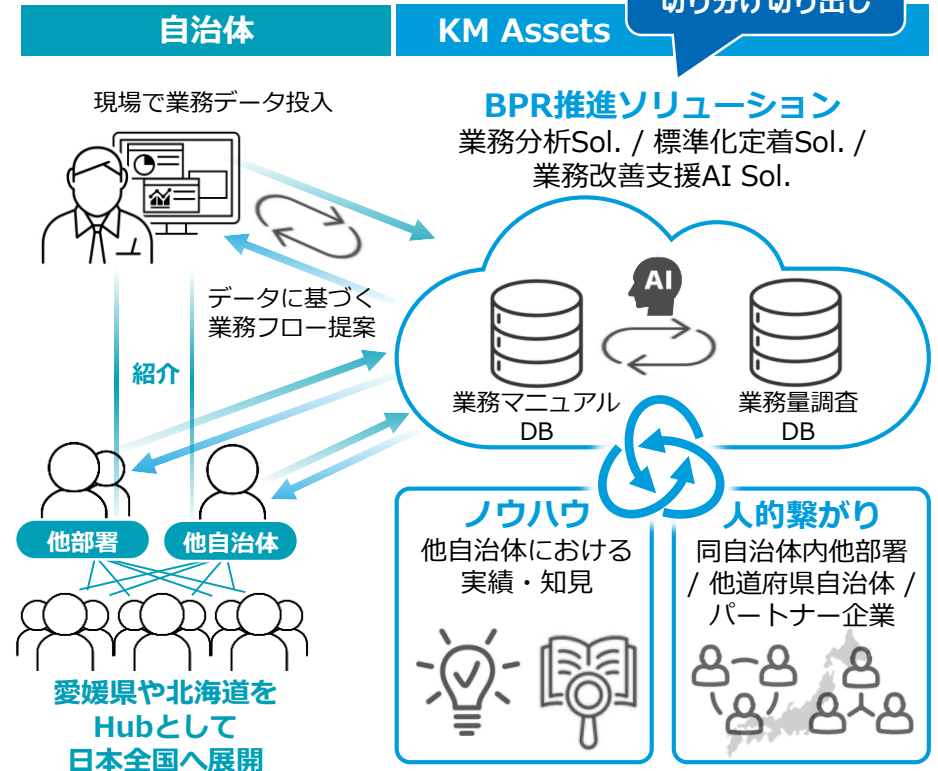 切り分け切り出し
自治体
KM Assets
現場で業務データ投入
BPR推進ソリューション
業務分析Sol. / 標準化定着Sol. /
業務改善支援AI Sol.
AI
データに基づく
業務フロー提案
紹介
業務マニュアル
DB
業務量調査
DB
他部署
他自治体
愛媛県や北海道を
Hubとして
日本全国へ展開
ノウハウ
他自治体における
実績・知見
人的繋がり
同自治体内他部署
/ 他道府県自治体 /
パートナー企業